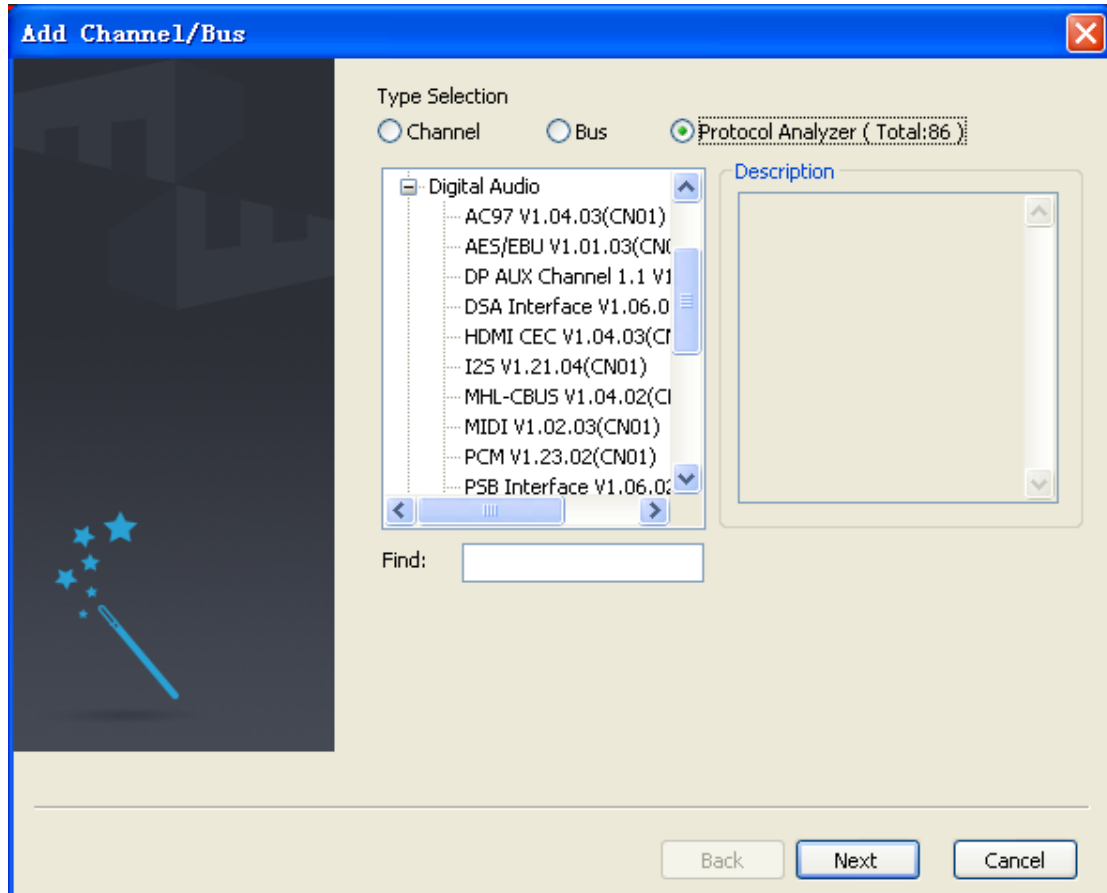 Add Channel/Bus
Type Selection
Channel Bus Protocol Analyzer ( Total:86 )
Digital Audio
AC97 V1.04.03(CN01)
AES/EBU V1.01.03(CN0
DP AUX Channel 1.1 V1
DSA Interface V1.06.0
HDMI CEC V1.04.03(CN
I2S V1.21.04(CN01)
MHL-CBUS V1.04.02(CN
MIDI V1.02.03(CN01)
PCM V1.23.02(CN01)
PSB Interface V1.06.02
Description
Find:
Back Next Cancel